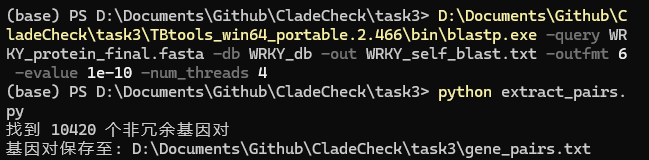 (base) PS D:\Documents\Github\CladeCheck\task3> D:\Documents\Github\C
ladeCheck\task3\TBtools_win64_portable.2.466\bin\blastp.exe -query WR
KY_protein_final.fasta -db WRKY_db -out WRKY_self_blast.txt -outfmt 6
 -evalue 1e-10 -num_threads 4
(base) PS D:\Documents\Github\CladeCheck\task3> python extract_pairs.
py
找到 10420 个非冗余基因对
基因对保存至: D:\Documents\Github\CladeCheck\task3\gene_pairs.txt